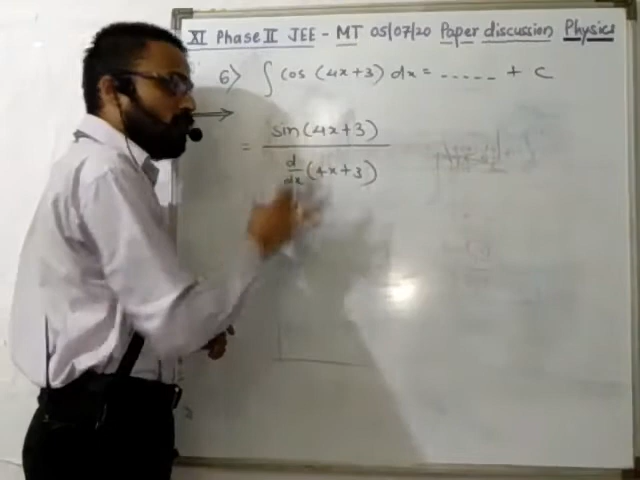 XI Phase II JEE - MT 05/07/20 Paper discussion Physics
6) ∫ cos (4x+3) dx = ----- + c
= sin (4x+3)
d/dx (4x+3)